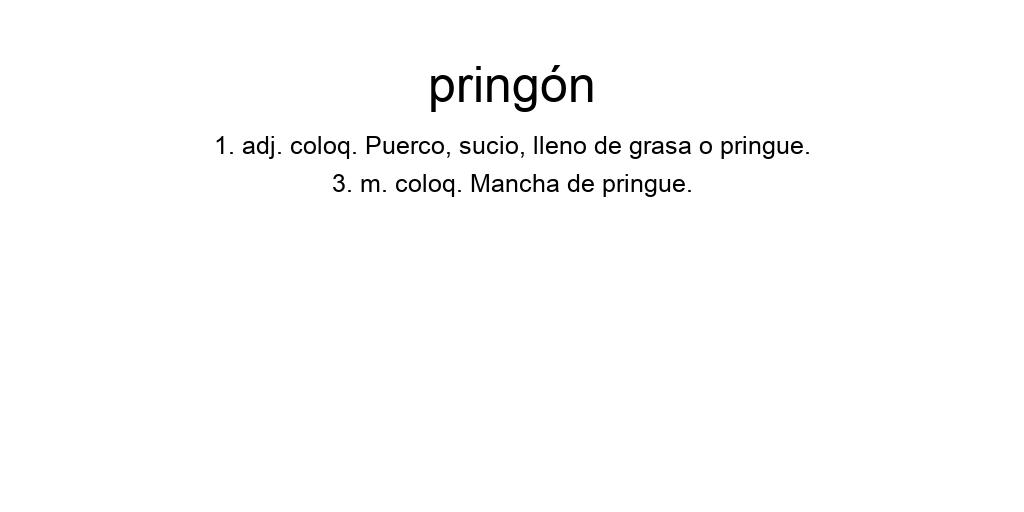 pringón
1. adj. coloq. Puerco, sucio, lleno de grasa o pringue.
3. m. coloq. Mancha de pringue.